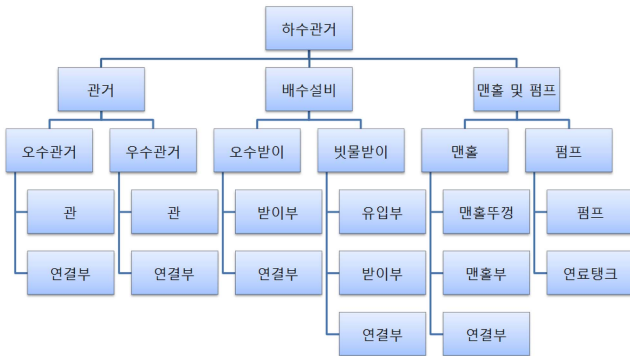 하수관거
관거 배수설비 맨홀 및 펌프
오수관거 우수관거 오수받이 빗물받이 맨홀 펌프
관 관 받이부 유입부 맨홀뚜껑 펌프
연결부 연결부 연결부 받이부 맨홀부 연료탱크
연결부 연결부